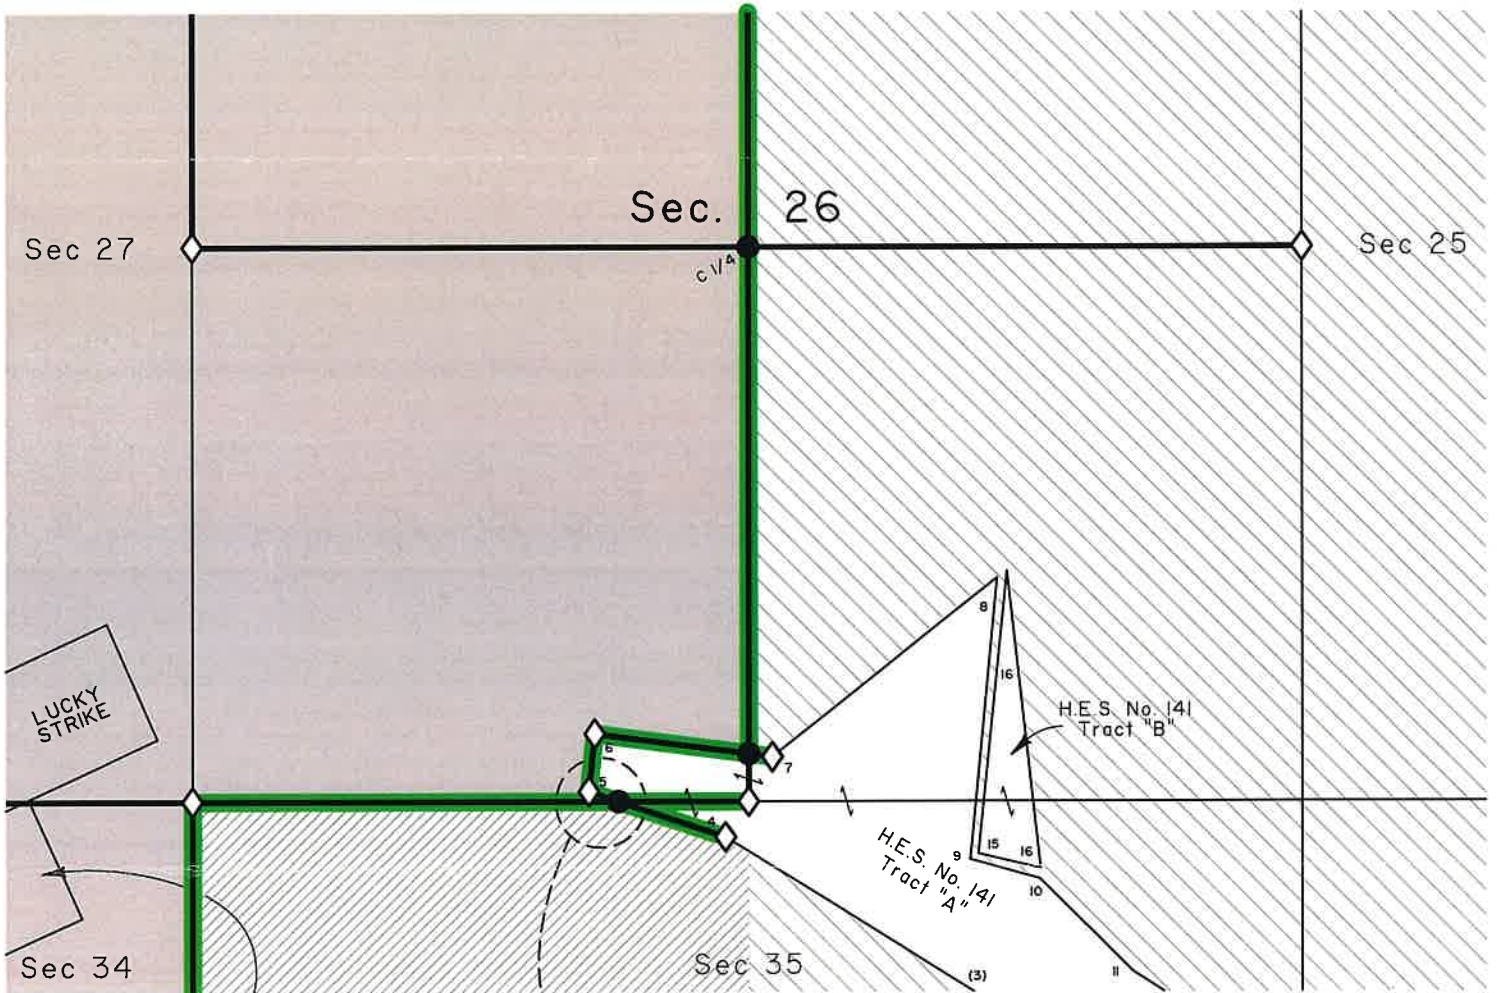 Sec. 26
Sec 27
Sec 25
C 1/4
8
16
LUCKY
STRIKE
H.E.S. No. 141
Tract "B"
6
7
5
4
H.E.S. No. 141
Tract "A"
9
15
16
10
Sec 34
Sec 35
(3)
11